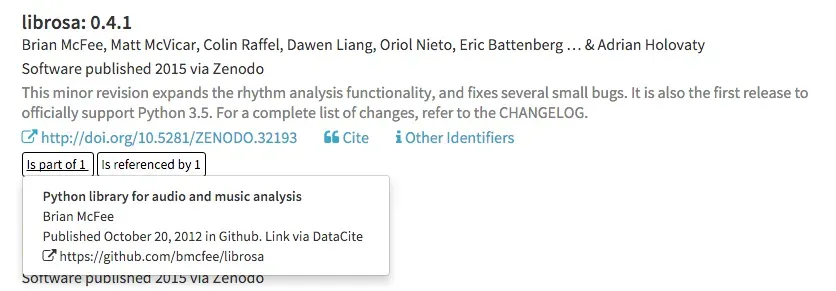 librosa: 0.4.1
Brian McFee, Matt McVicar, Colin Raffel, Dawen Liang, Oriol Nieto, Eric Battenberg … & Adrian Holovaty
Software published 2015 via Zenodo
This minor revision expands the rhythm analysis functionality, and fixes several small bugs. It is also the first release to
officially support Python 3.5. For a complete list of changes, refer to the CHANGELOG.
http://doi.org/10.5281/ZENODO.32193 Cite Other Identifiers
Is part of 1 Is referenced by 1
Python library for audio and music analysis
Brian McFee
Published October 20, 2012 in Github. Link via DataCite
https://github.com/bmcfee/librosa
Software published 2015 via Zenodo